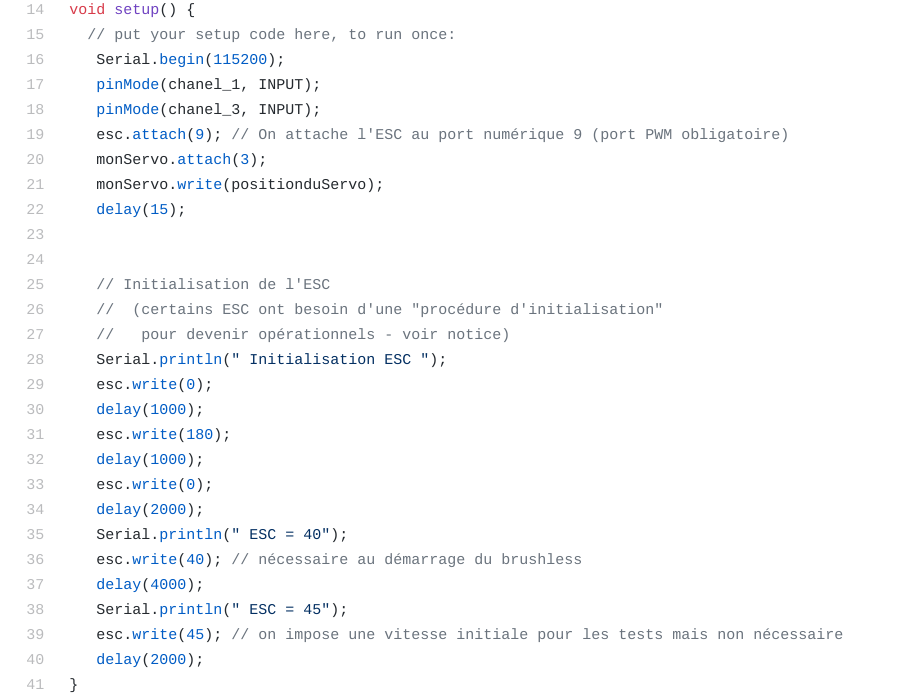 14 void setup() {
15 // put your setup code here, to run once:
16 Serial.begin(115200);
17 pinMode(chanel_1, INPUT);
18 pinMode(chanel_3, INPUT);
19 esc.attach(9); // On attache l'ESC au port numérique 9 (port PWM obligatoire)
20 monServo.attach(3);
21 monServo.write(positionduServo);
22 delay(15);
23
24
25 // Initialisation de l'ESC
26 //  (certains ESC ont besoin d'une "procédure d'initialisation"
27 //   pour devenir opérationnels - voir notice)
28 Serial.println(" Initialisation ESC ");
29 esc.write(0);
30 delay(1000);
31 esc.write(180);
32 delay(1000);
33 esc.write(0);
34 delay(2000);
35 Serial.println(" ESC = 40");
36 esc.write(40); // nécessaire au démarrage du brushless
37 delay(4000);
38 Serial.println(" ESC = 45");
39 esc.write(45); // on impose une vitesse initiale pour les tests mais non nécessaire
40 delay(2000);
41 }